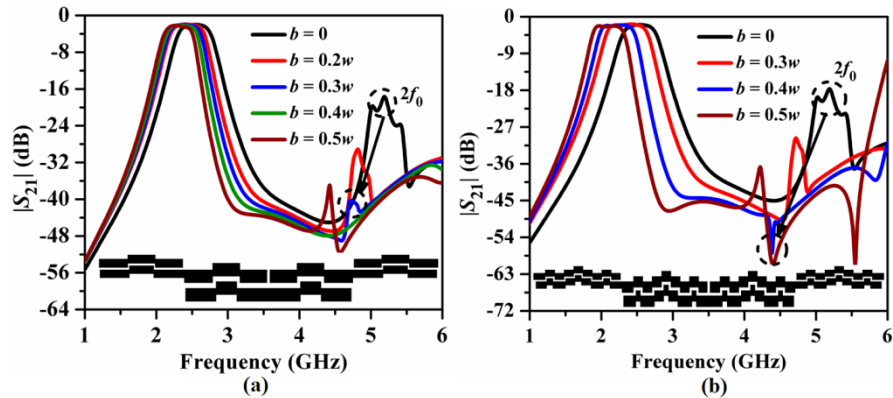 0
-8
-16
-24
-32
-40
-48
-56
-64
|S21| (dB)
b = 0
b = 0.2w
b = 0.3w
b = 0.4w
b = 0.5w
2f0
1 2 3 4 5 6
Frequency (GHz)
(a)
0
-9
-18
-27
-36
-45
-54
-63
-72
|S21| (dB)
b = 0
b = 0.3w
b = 0.4w
b = 0.5w
2f0
1 2 3 4 5 6
Frequency (GHz)
(b)